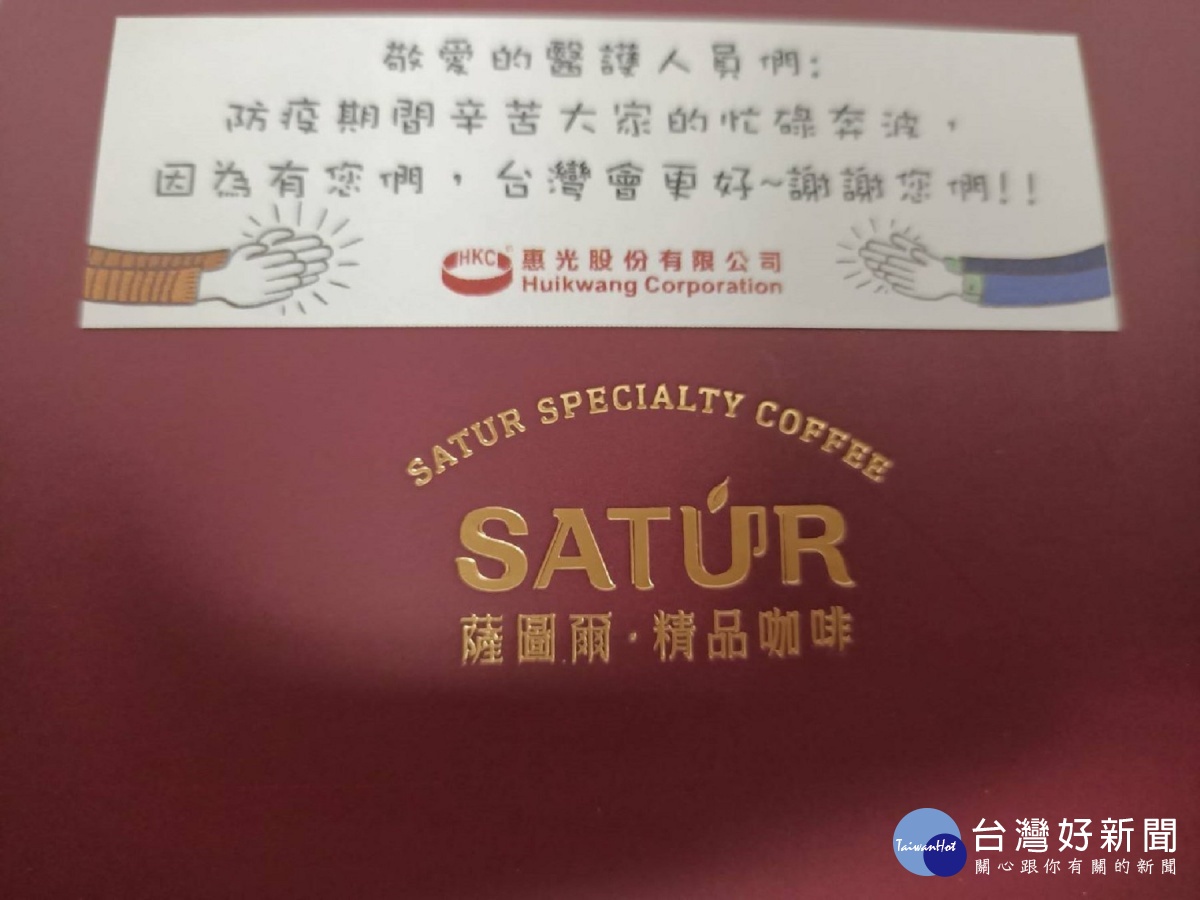 敬愛的醫護人員們:
防疫期間辛苦大家的忙碌奔波，
因為有您們，台灣會更好~謝謝您們!!
HKC
惠光股份有限公司
Huikwang Corporation
SATUR SPECIALTY COFFEE
SATUR
薩圖爾·精品咖啡
TaiwanHot
台灣好新聞
關心跟你有關的新聞